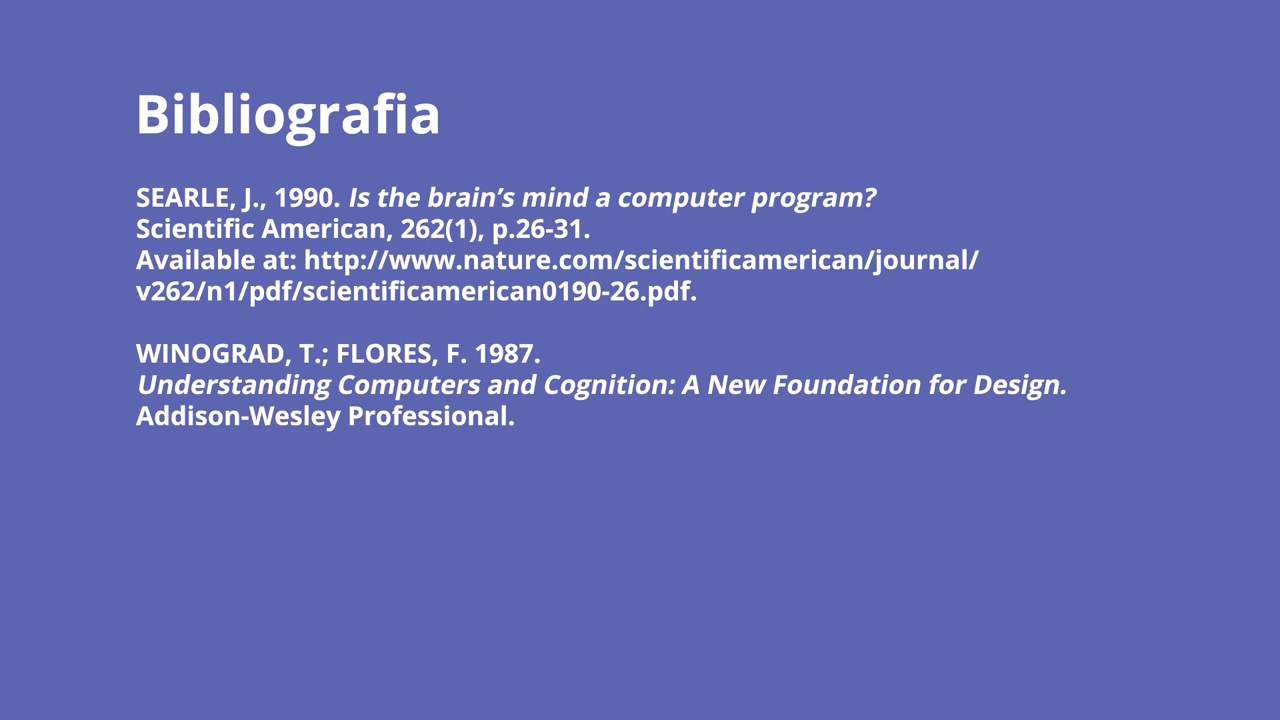 Bibliografia
SEARLE, J., 1990. Is the brain’s mind a computer program?
Scientific American, 262(1), p.26-31.
Available at: http://www.nature.com/scientificamerican/journal/
v262/n1/pdf/scientificamerican0190-26.pdf.
WINOGRAD, T.; FLORES, F. 1987.
Understanding Computers and Cognition: A New Foundation for Design.
Addison-Wesley Professional.